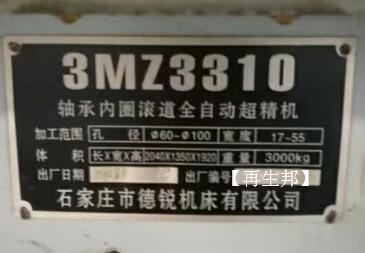 3MZ3310
轴承内圈滚道全自动超精机
加工范围 孔 径 Φ60~Φ100 宽度 17-55
体 积 长X宽X高 2040X1350X1920 重量 3000kg
出厂日期 出厂编号 【再生邦】
石家庄市德锐机床有限公司